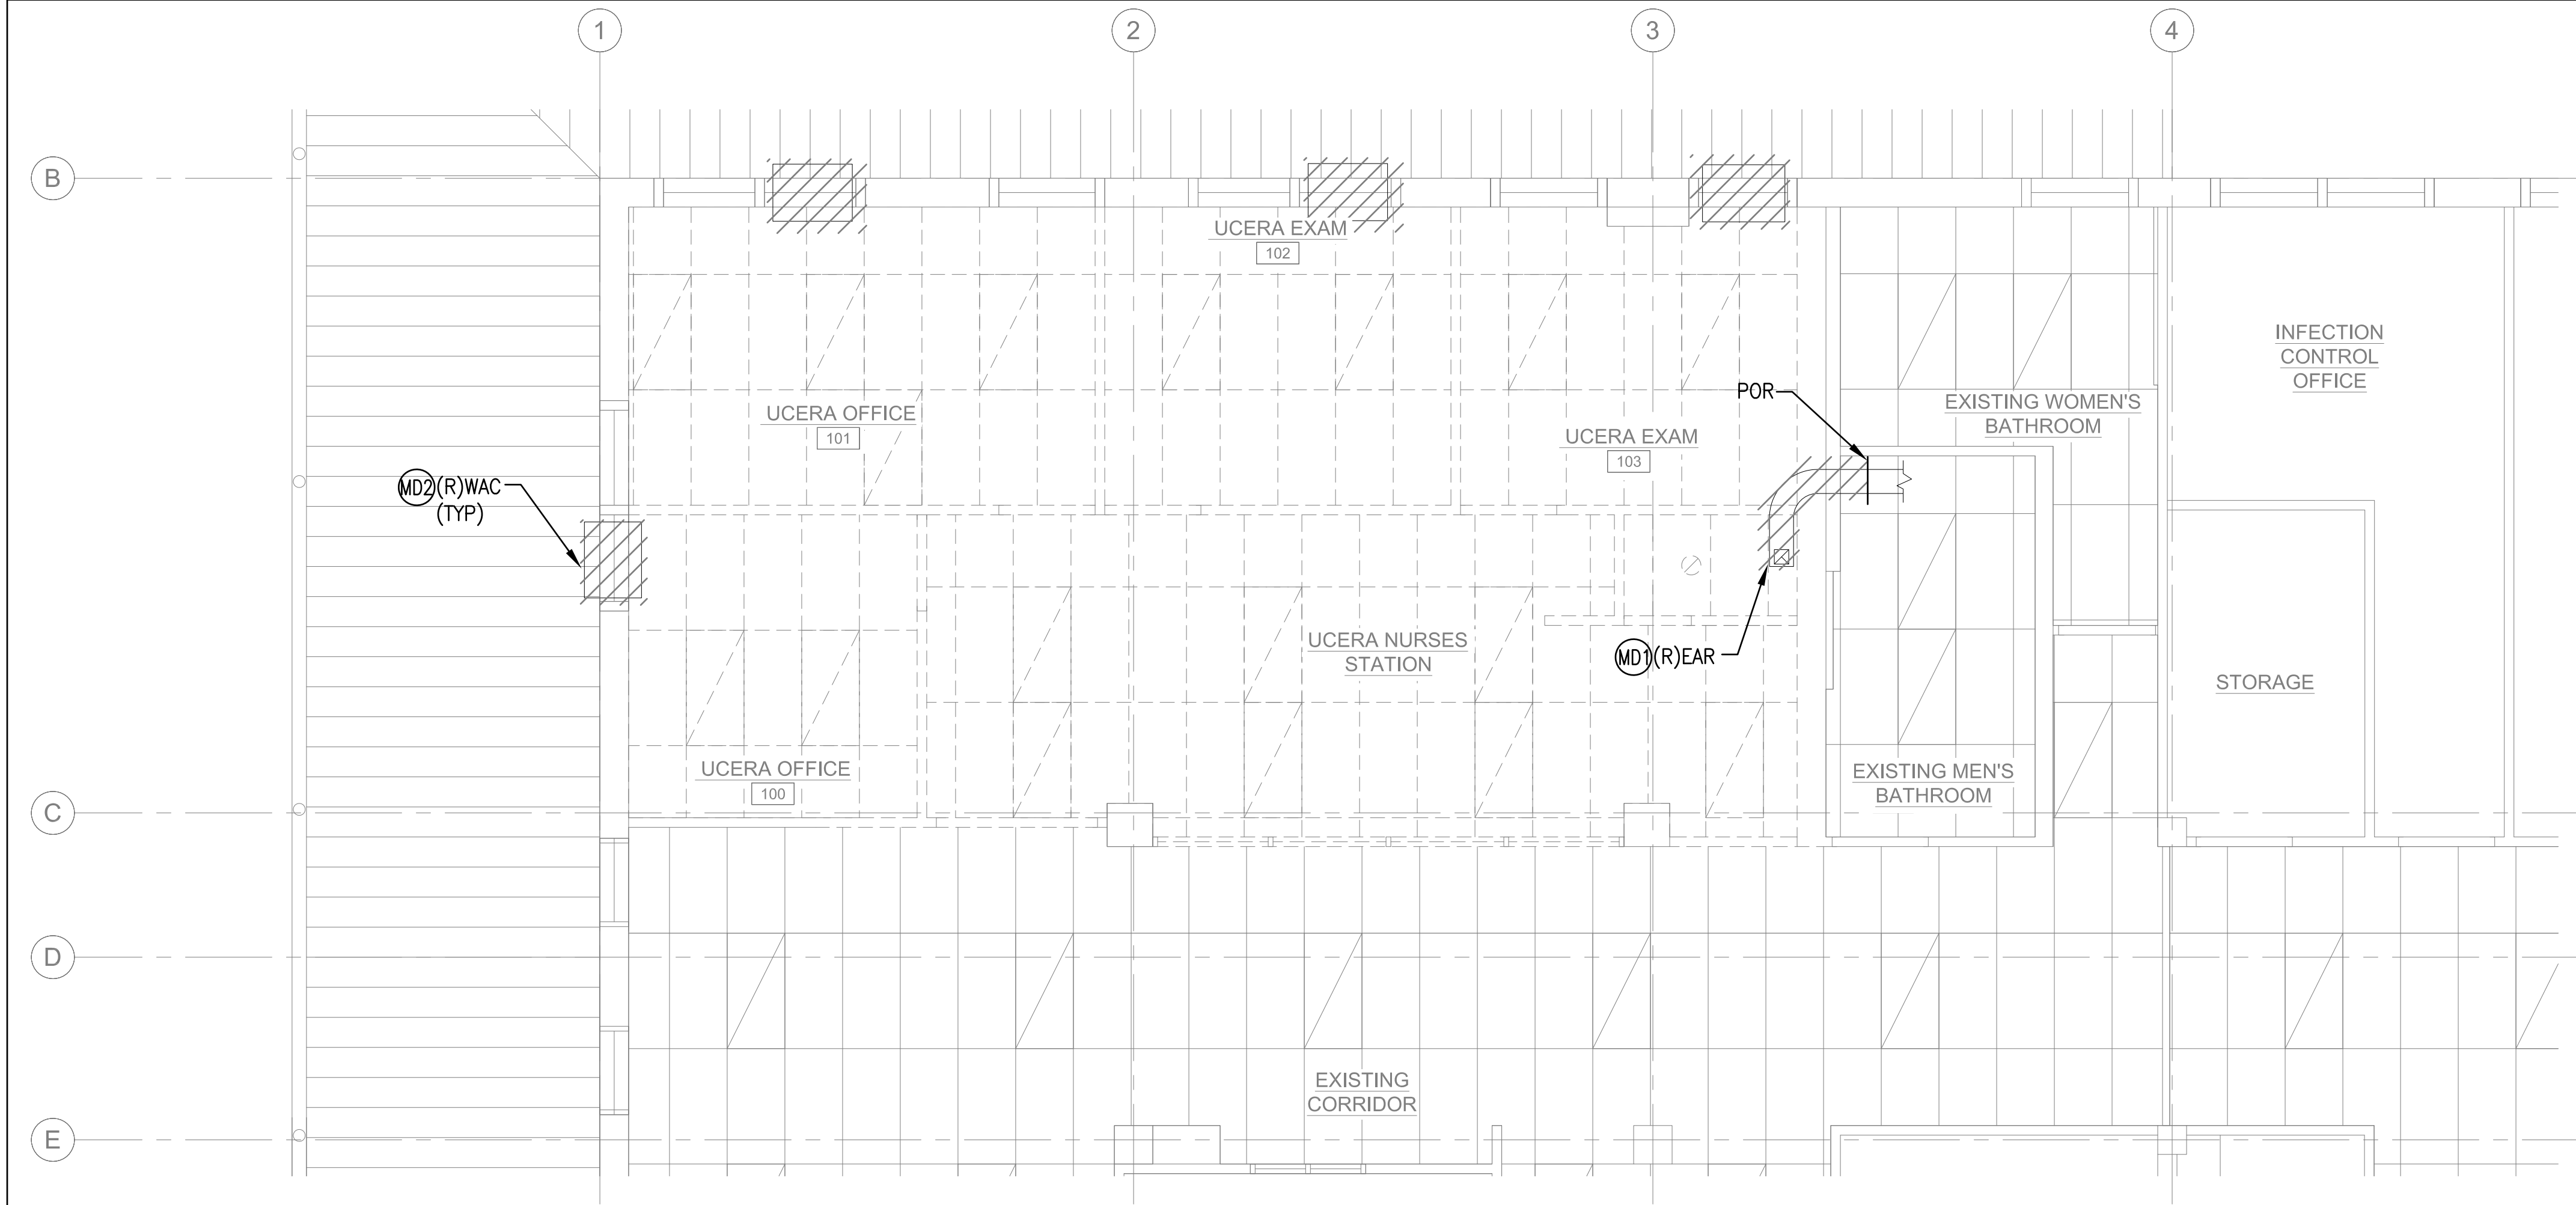 1
2
3
4
B
UCERA EXAM
102
INFECTION
CONTROL
OFFICE
POR
EXISTING WOMEN'S
BATHROOM
UCERA OFFICE
101
UCERA EXAM
103
MD2 (R)WAC
(TYP)
UCERA NURSES
STATION
MD1 (R)EAR
STORAGE
UCERA OFFICE
100
EXISTING MEN'S
BATHROOM
C
D
EXISTING
CORRIDOR
E